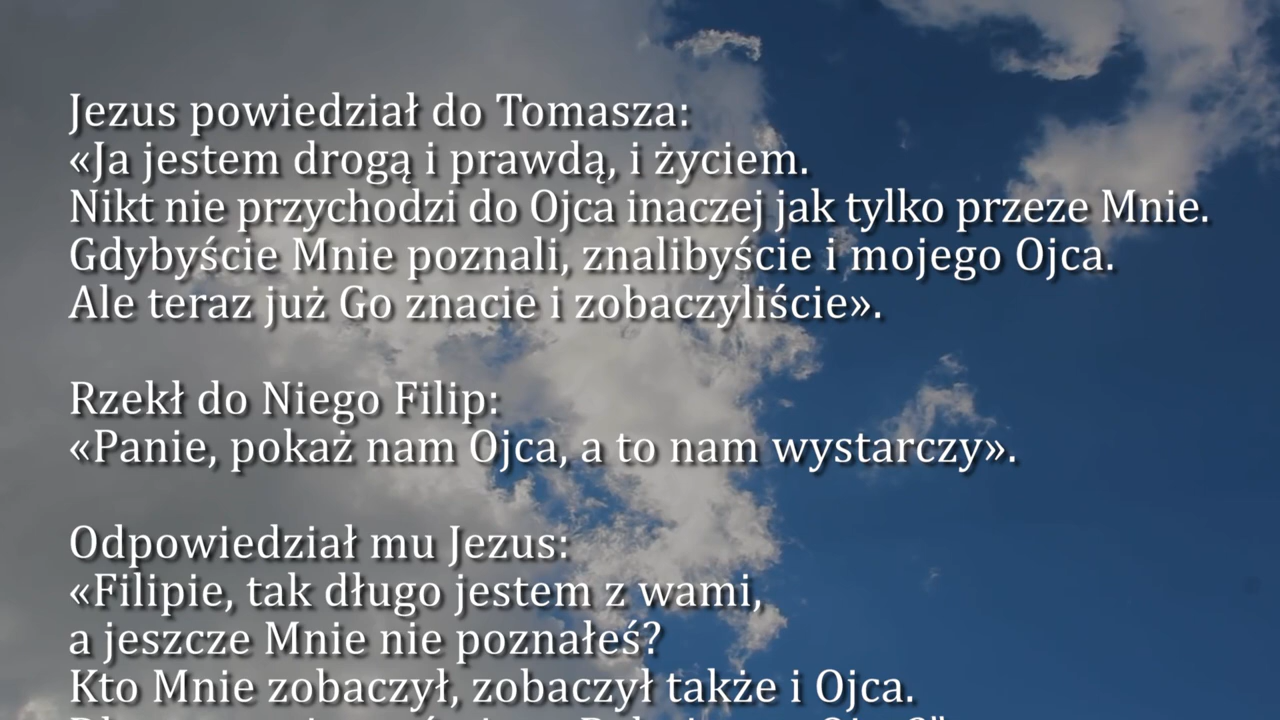 Jezus powiedział do Tomasza:
«Ja jestem drogą i prawdą, i życiem.
Nikt nie przychodzi do Ojca inaczej jak tylko przeze Mnie.
Gdybyście Mnie poznali, znalibyście i mojego Ojca.
Ale teraz już Go znacie i zobaczyliście».
Rzekł do Niego Filip:
«Panie, pokaż nam Ojca, a to nam wystarczy».
Odpowiedział mu Jezus:
«Filipie, tak długo jestem z wami,
a jeszcze Mnie nie poznałeś?
Kto Mnie zobaczył, zobaczył także i Ojca.